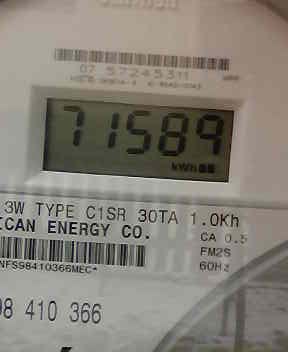 07 57245311
71589
kWh
3W TYPE C1SR 30TA 1.0Kh
ICAN ENERGY CO.
CA 0.5
FM2S
60Hz
NFS98410366MEC*
98 410 366